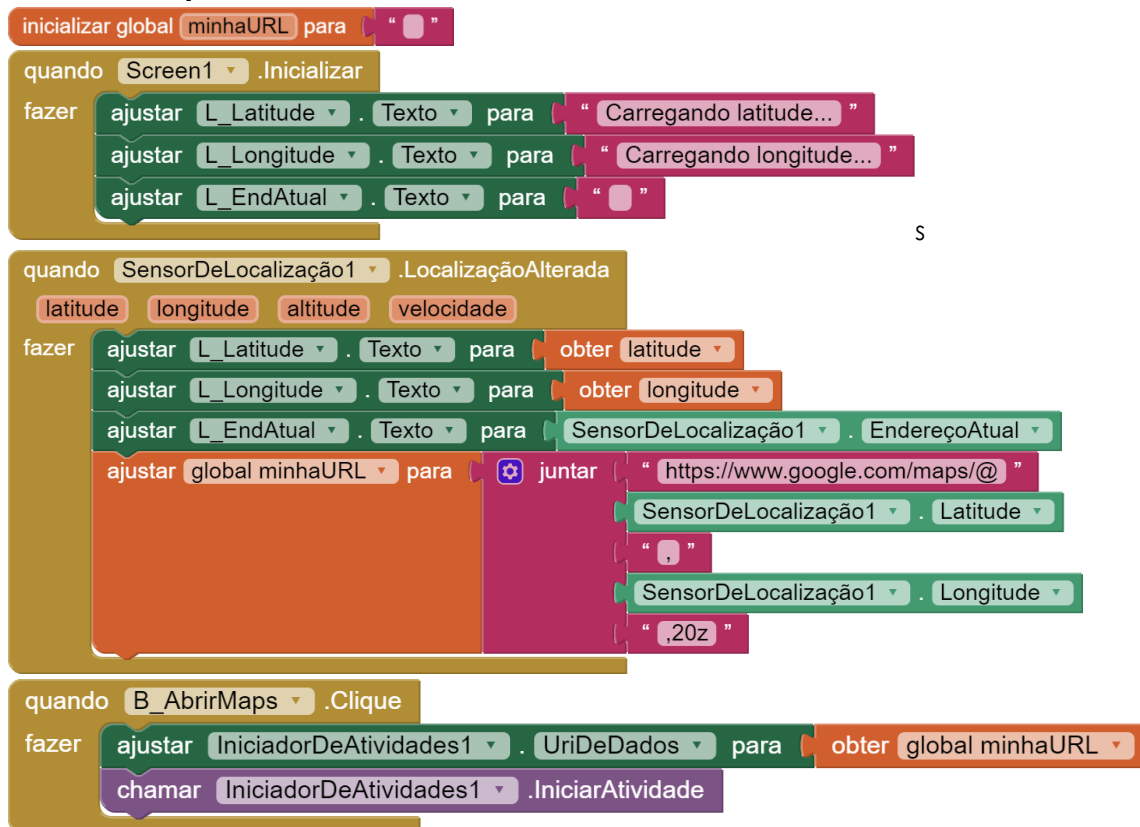 inicializar global minhaURL para “ ”
quando Screen1 .Inicializar
fazer ajustar L_Latitude . Texto para “ Carregando latitude... ”
ajustar L_Longitude . Texto para “ Carregando longitude... ”
ajustar L_EndAtual . Texto para “ ”
s
quando SensorDeLocalização1 .LocalizaçãoAlterada
latitude longitude altitude velocidade
fazer ajustar L_Latitude . Texto para obter latitude
ajustar L_Longitude . Texto para obter longitude
ajustar L_EndAtual . Texto para SensorDeLocalização1 . EndereçoAtual
ajustar global minhaURL para juntar “ https://www.google.com/maps/@ ”
SensorDeLocalização1 . Latitude
“ , ”
SensorDeLocalização1 . Longitude
“ ,20z ”
quando B_AbrirMaps .Clique
fazer ajustar IniciadorDeAtividades1 . UriDeDados para obter global minhaURL
chamar IniciadorDeAtividades1 .IniciarAtividade